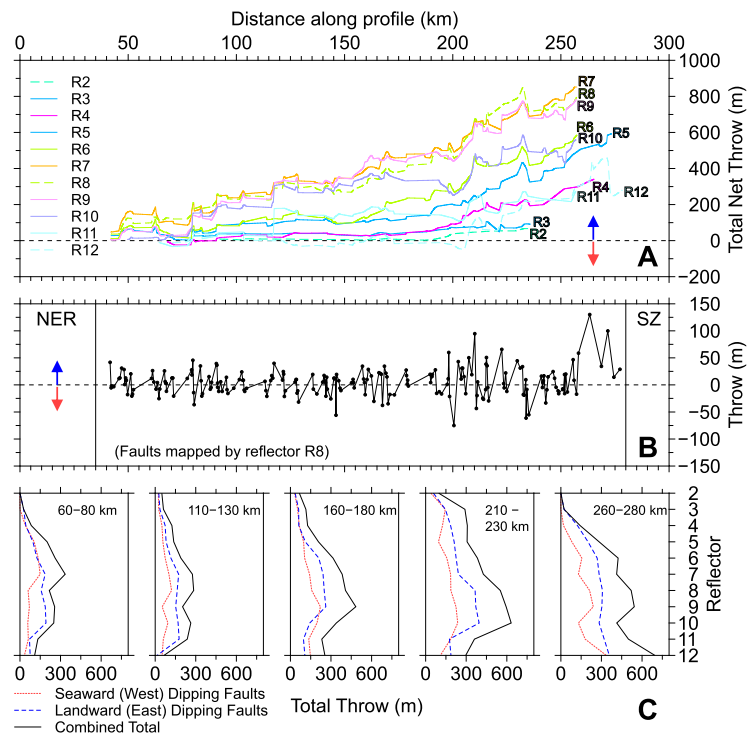 Distance along profile (km)
0 50 100 150 200 250 300
R2
R3
R4
R5
R6
R7
R8
R9
R10
R11
R12
R7
R8
R9
R6
R10
R5
R4
R11
R12
R3
R2
A
1000
800
600
400
200
0
−200
Total Net Throw (m)
NER
SZ
(Faults mapped by reflector R8)
B
150
100
50
0
−50
−100
−150
Throw (m)
60−80 km
110−130 km
160−180 km
210 −
230 km
260−280 km
2
3
4
5
6
7
8
9
10
11
12
Reflector
0 300 600 0 300 600 0 300 600 0 300 600 0 300 600
Seaward (West) Dipping Faults
Landward (East) Dipping Faults
Combined Total
Total Throw (m)
C